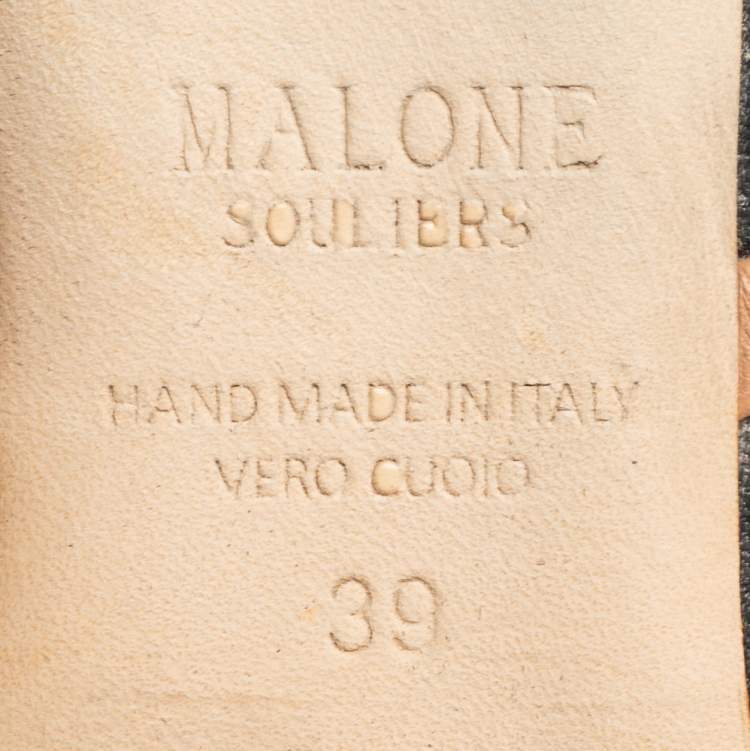 MALONE
SOULIERS
HAND MADE IN ITALY
VERO CUOIO
39